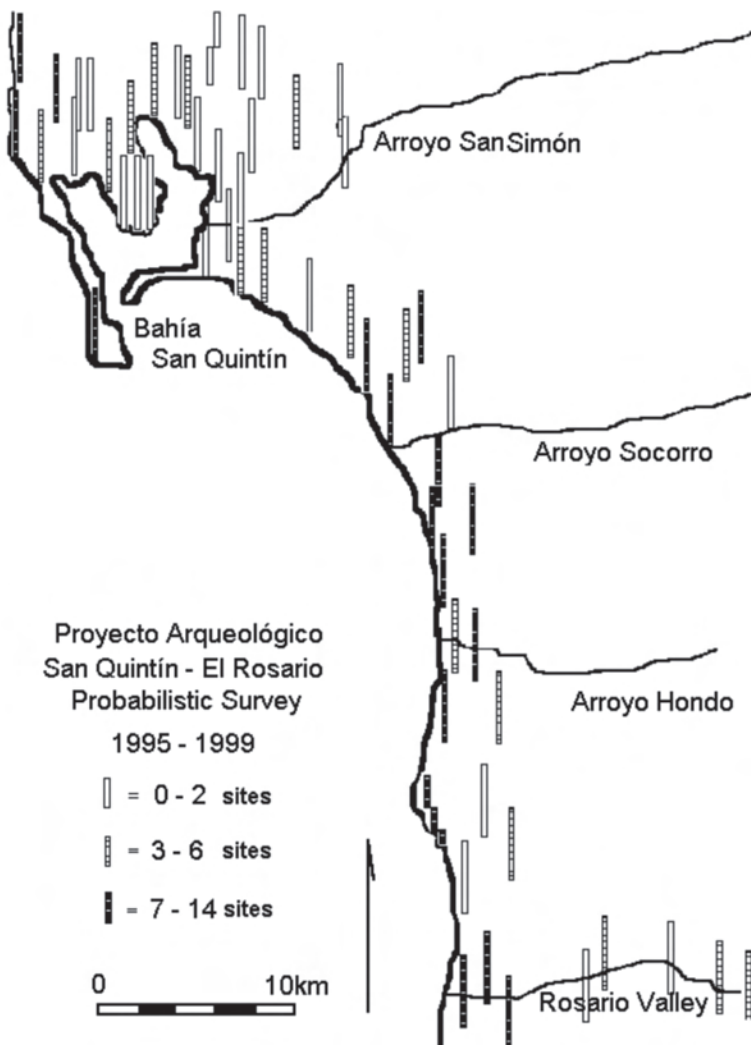 Arroyo SanSimón
Bahía
San Quintín
Arroyo Socorro
Proyecto Arqueológico
San Quintín - El Rosario
Probabilistic Survey
1995 - 1999
= 0 - 2 sites
= 3 - 6 sites
= 7 - 14 sites
Arroyo Hondo
0 10km
Rosario Valley